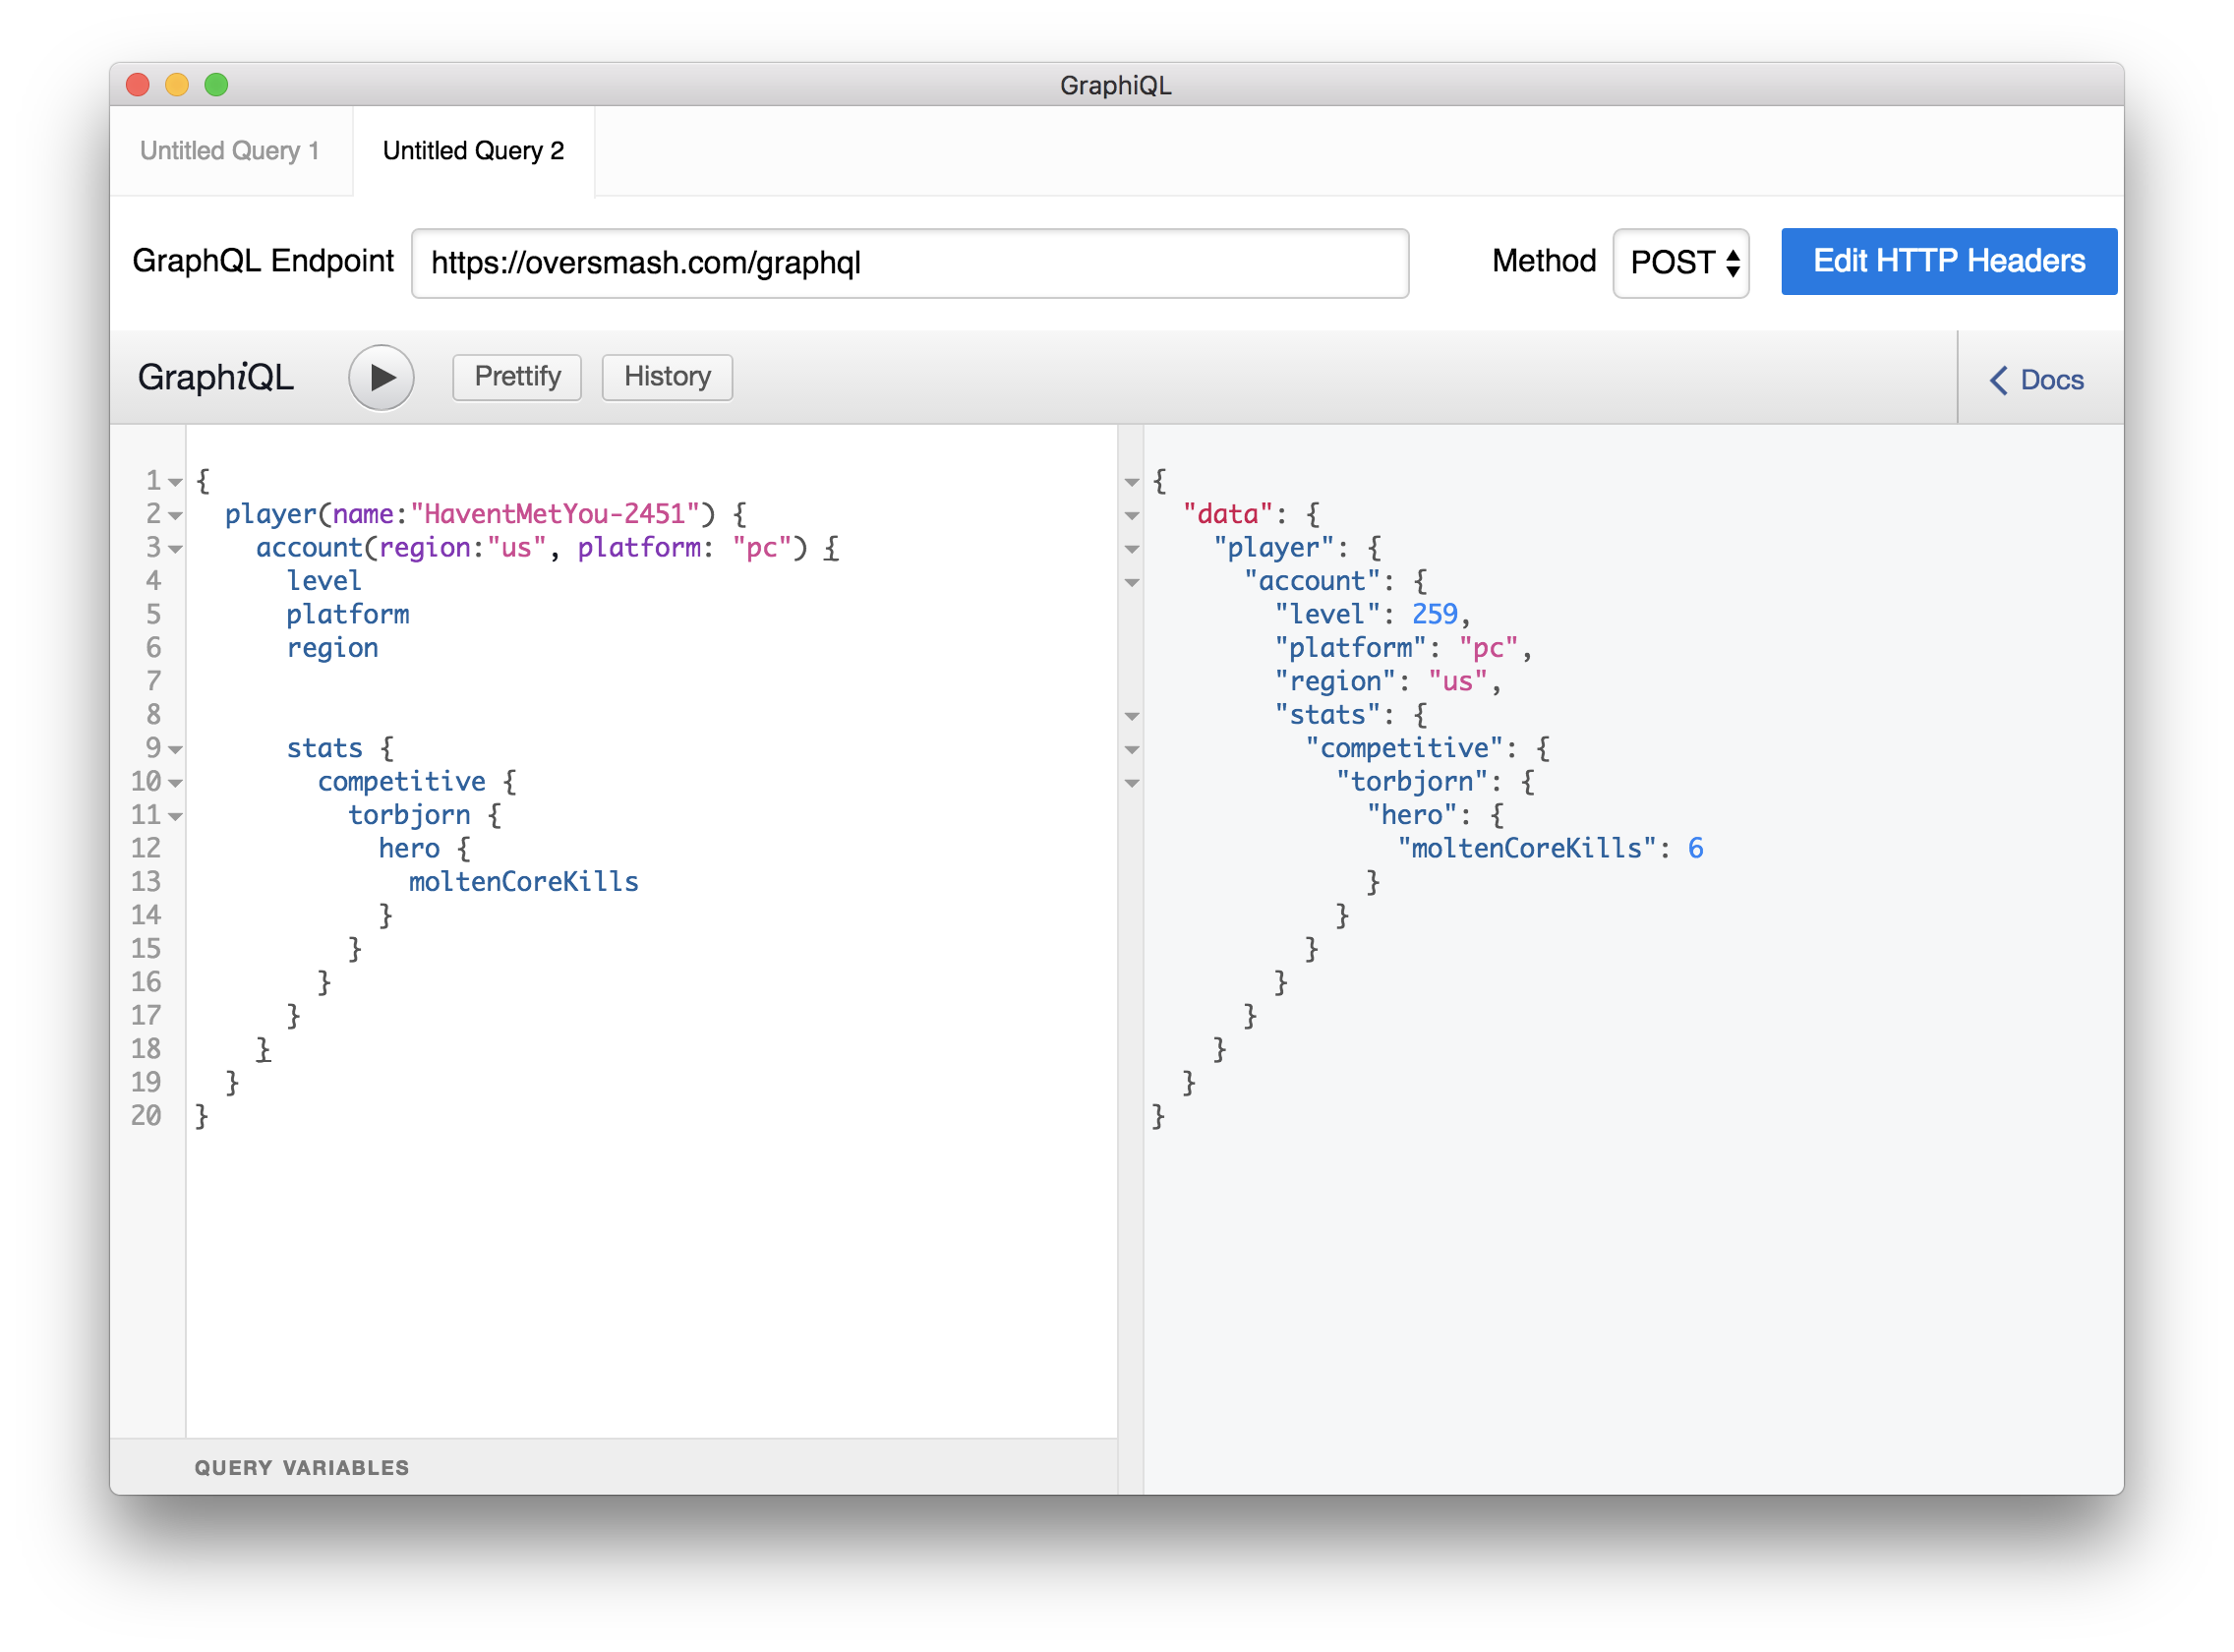 GraphiQL
Untitled Query 1
Untitled Query 2
GraphQL Endpoint
https://oversmash.com/graphql
Method
POST
Edit HTTP Headers
GraphiQL
Prettify
History
Docs
1 {
2   player(name:"HaventMetYou-2451") {
3     account(region:"us", platform: "pc") {
4       level
5       platform
6       region
7
8
9       stats {
10         competitive {
11           torbjorn {
12             hero {
13               moltenCoreKills
14             }
15           }
16         }
17       }
18     }
19   }
20 }
QUERY VARIABLES
{
  "data": {
    "player": {
      "account": {
        "level": 259,
        "platform": "pc",
        "region": "us",
        "stats": {
          "competitive": {
            "torbjorn": {
              "hero": {
                "moltenCoreKills": 6
              }
            }
          }
        }
      }
    }
  }
}